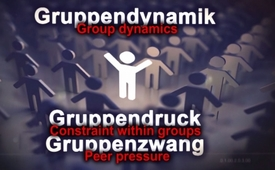 Gruppendynamik
Group dynamics
Gruppendruck
Constraint within groups
Gruppenzwang
Peer pressure